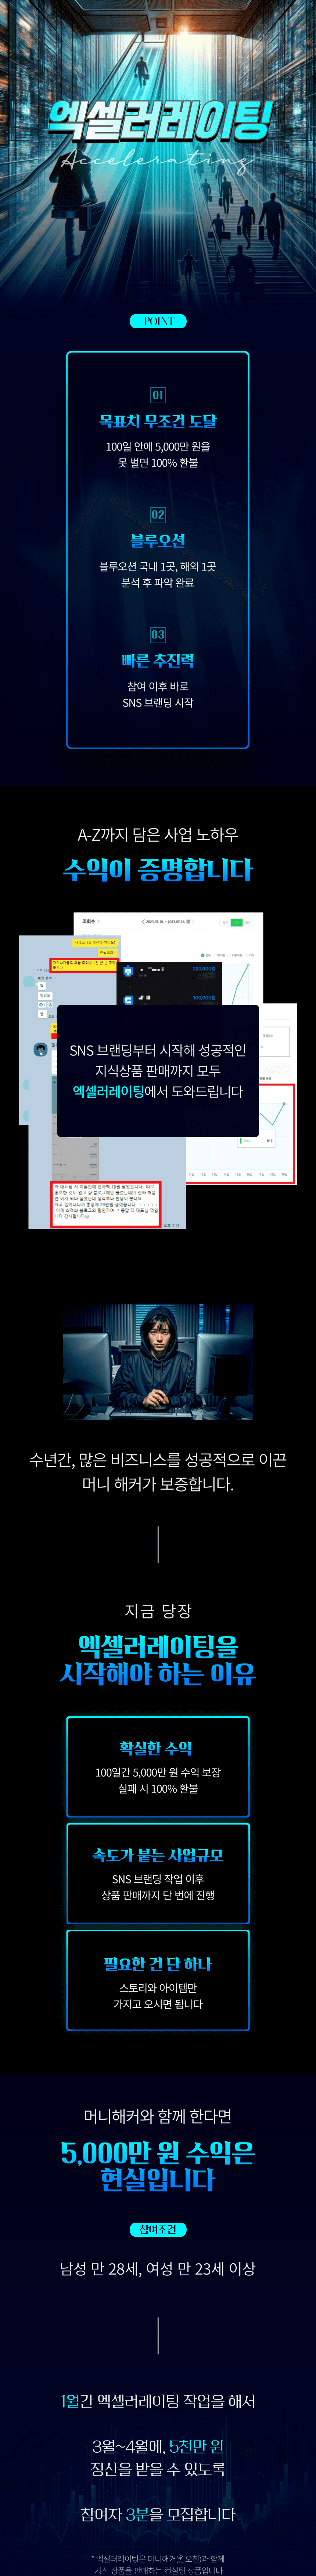 엑셀러레이팅
Accelerating
POINT
01
목표치 무조건 도달
100일 안에 5,000만 원을
못 벌면 100% 환불
02
블루오션
블루오션 국내 1곳, 해외 1곳
분석 후 파악 완료
03
빠른 추진력
참여 이후 바로
SNS 브랜딩 시작
A-Z까지 담은 사업 노하우
수익이 증명합니다
조회수
220,000원
100,000원
SNS 브랜딩부터 시작해 성공적인
지식상품 판매까지 모두
엑셀러레이팅에서 도와드립니다
수년간, 많은 비즈니스를 성공적으로 이끈
머니 해커가 보증합니다.
지금 당장
엑셀러레이팅을
시작해야 하는 이유
확실한 수익
100일간 5,000만 원 수익 보장
실패 시 100% 환불
속도가 붙는 사업규모
SNS 브랜딩 작업 이후
상품 판매까지 단 번에 진행
필요한 건 단 하나
스토리와 아이템만
가지고 오시면 됩니다
머니해커와 함께 한다면
5,000만 원 수익은
현실입니다
참여조건
남성 만 28세, 여성 만 23세 이상
1월간 엑셀러레이팅 작업을 해서
3월~4월에, 5천만 원
정산을 받을 수 있도록
참여자 3분을 모집합니다
* 엑셀러레이팅은 머니해커(월오천)과 함께
지식 상품을 판매하는 컨설팅 상품입니다